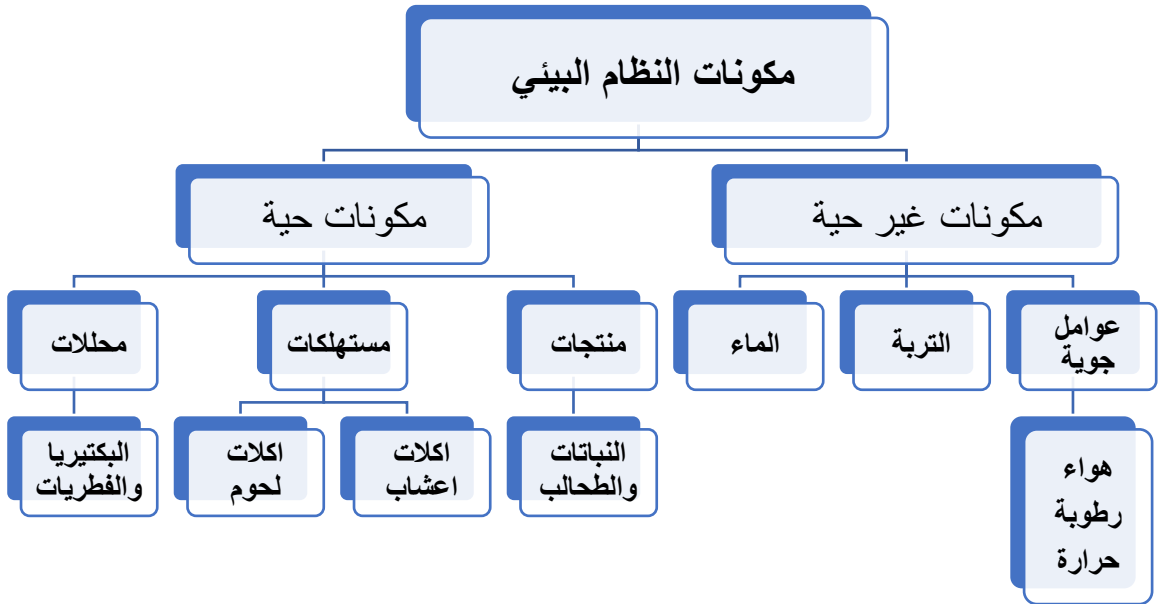 مكونات النظام البيئي
مكونات غير حية
مكونات حية
عوامل
جوية
التربة
الماء
منتجات
مستهلكات
محللات
هواء
رطوبة
حرارة
النباتات
والطحالب
اكلات
اعشاب
اكلات
لحوم
البكتيريا
والفطريات